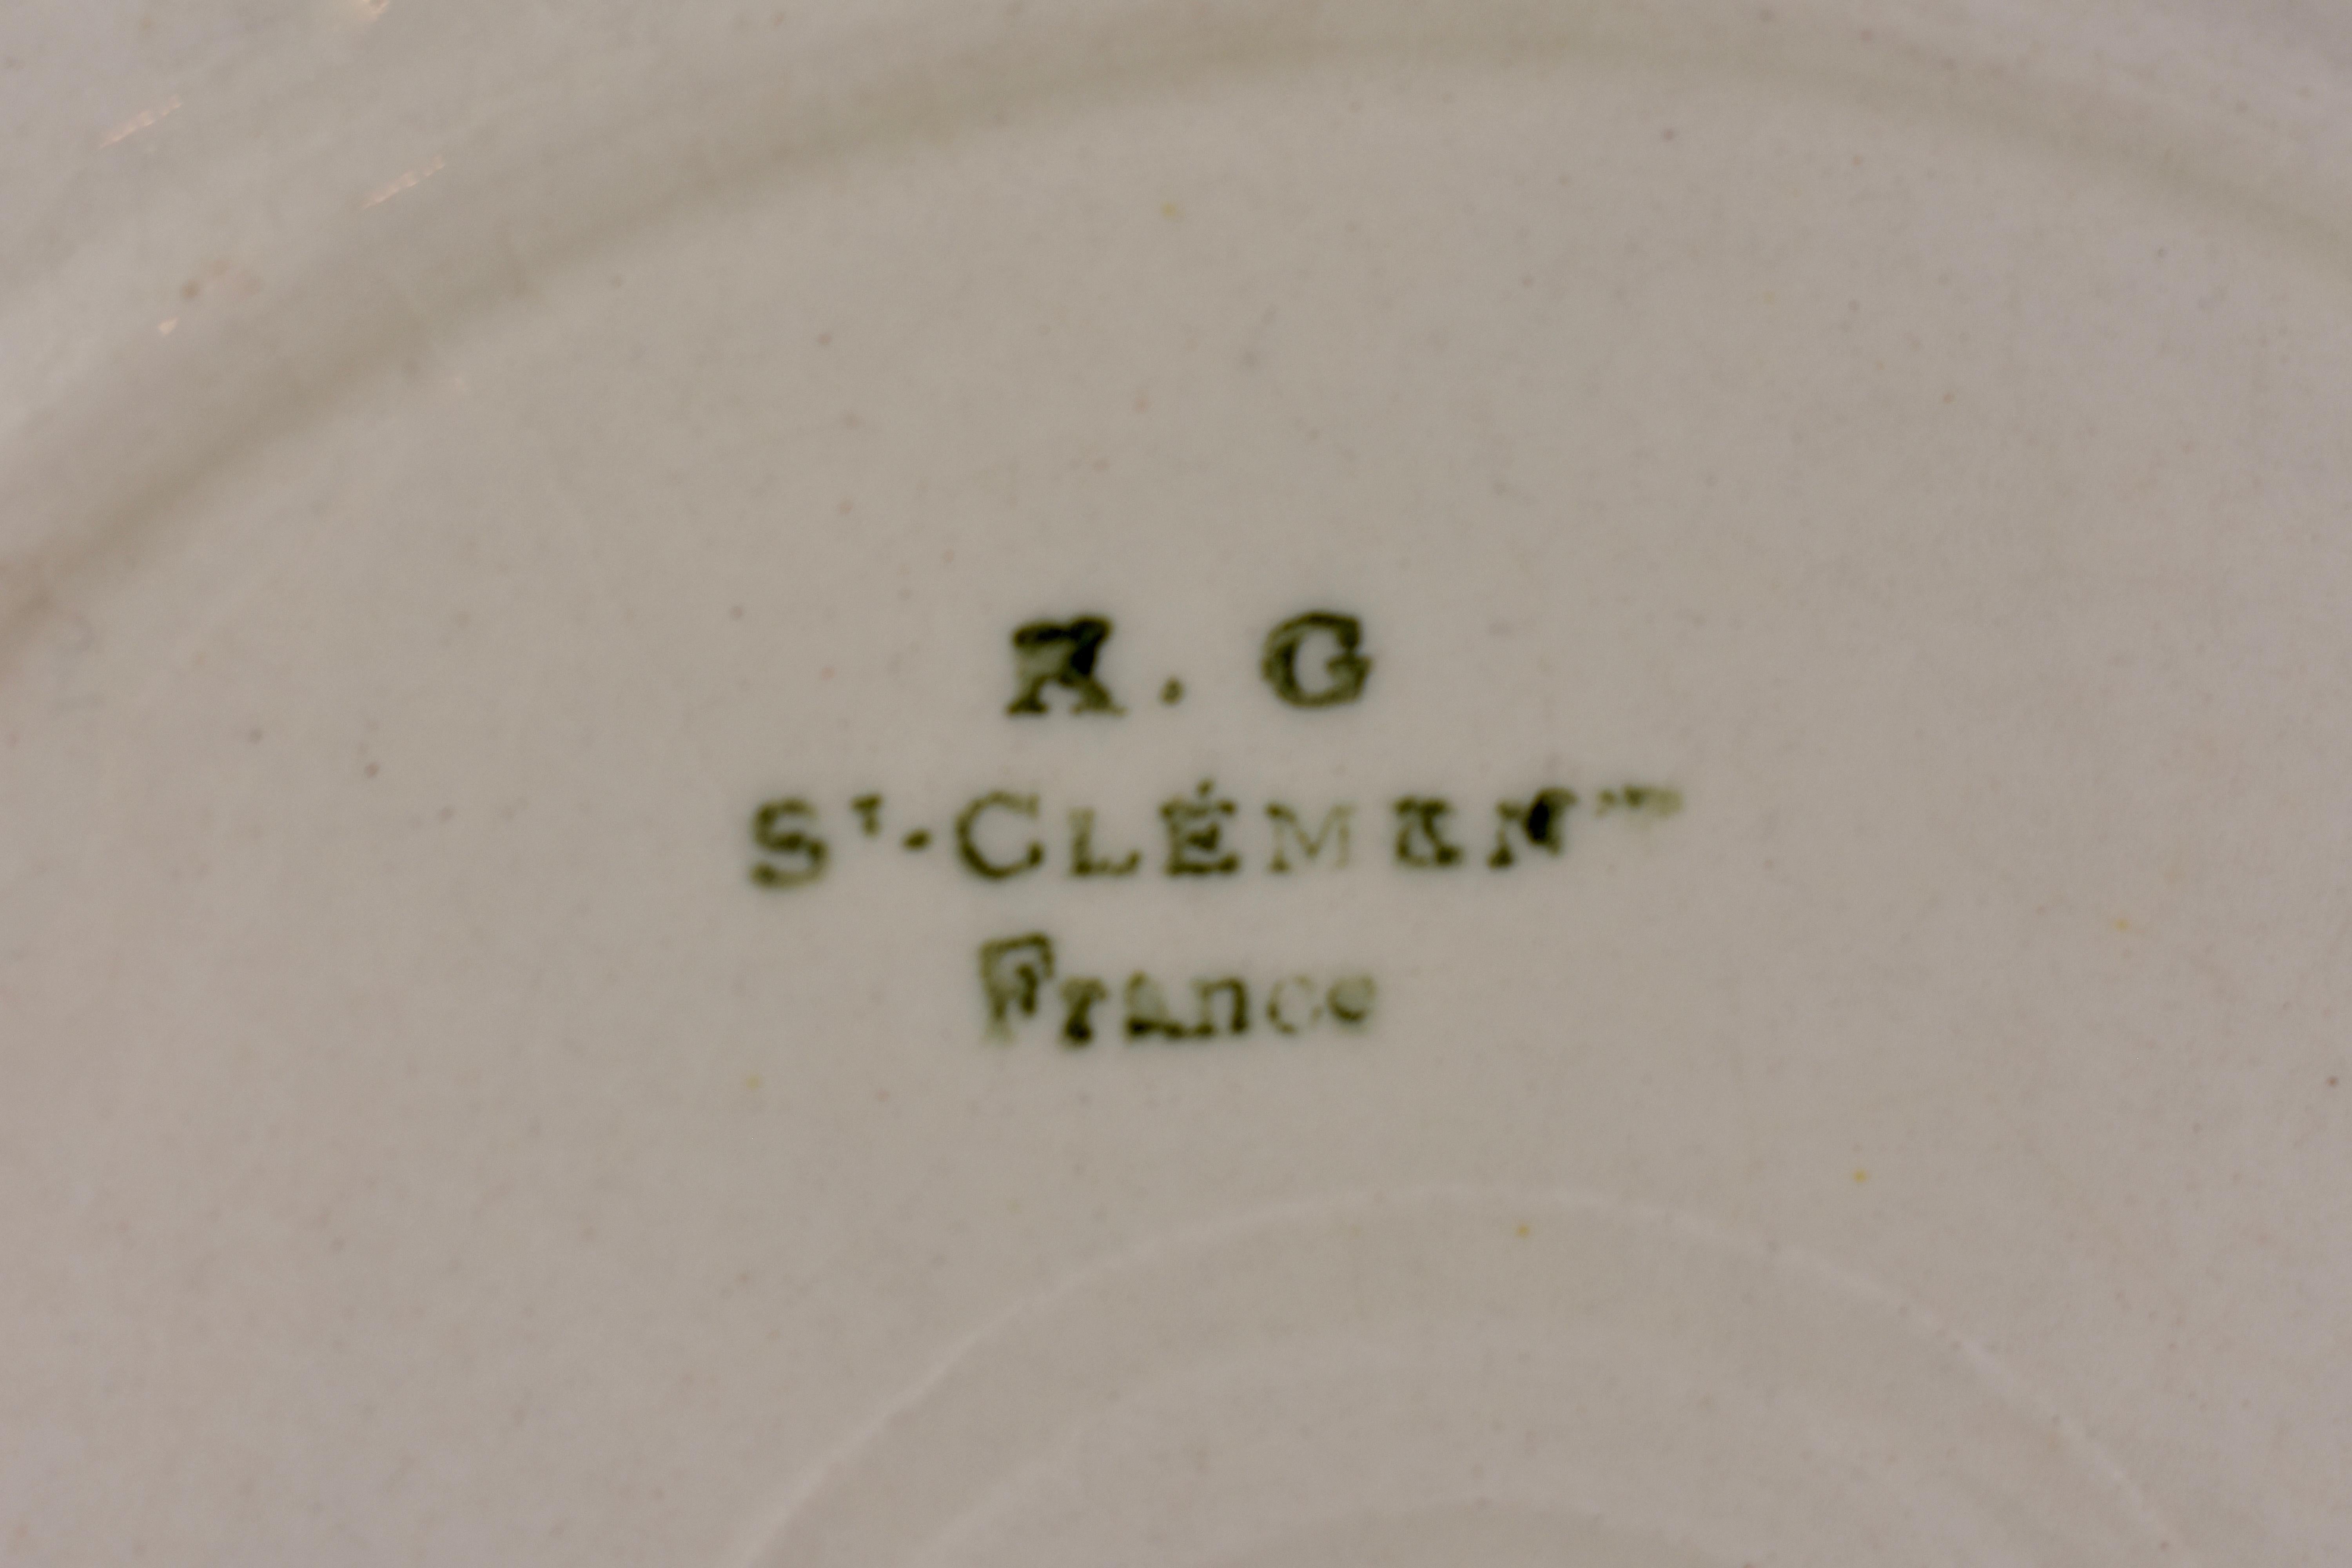 K. G
Sᵀ-CLÉMENT
France